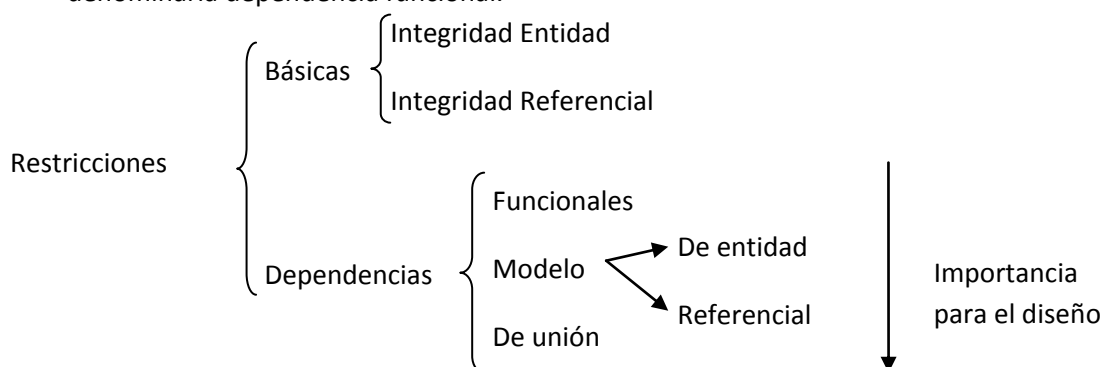 denominaría dependencia funcional.
Integridad Entidad
Básicas
Integridad Referencial
Restricciones
Funcionales
De entidad
Dependencias
Modelo
Importancia
para el diseño
Referencial
De unión